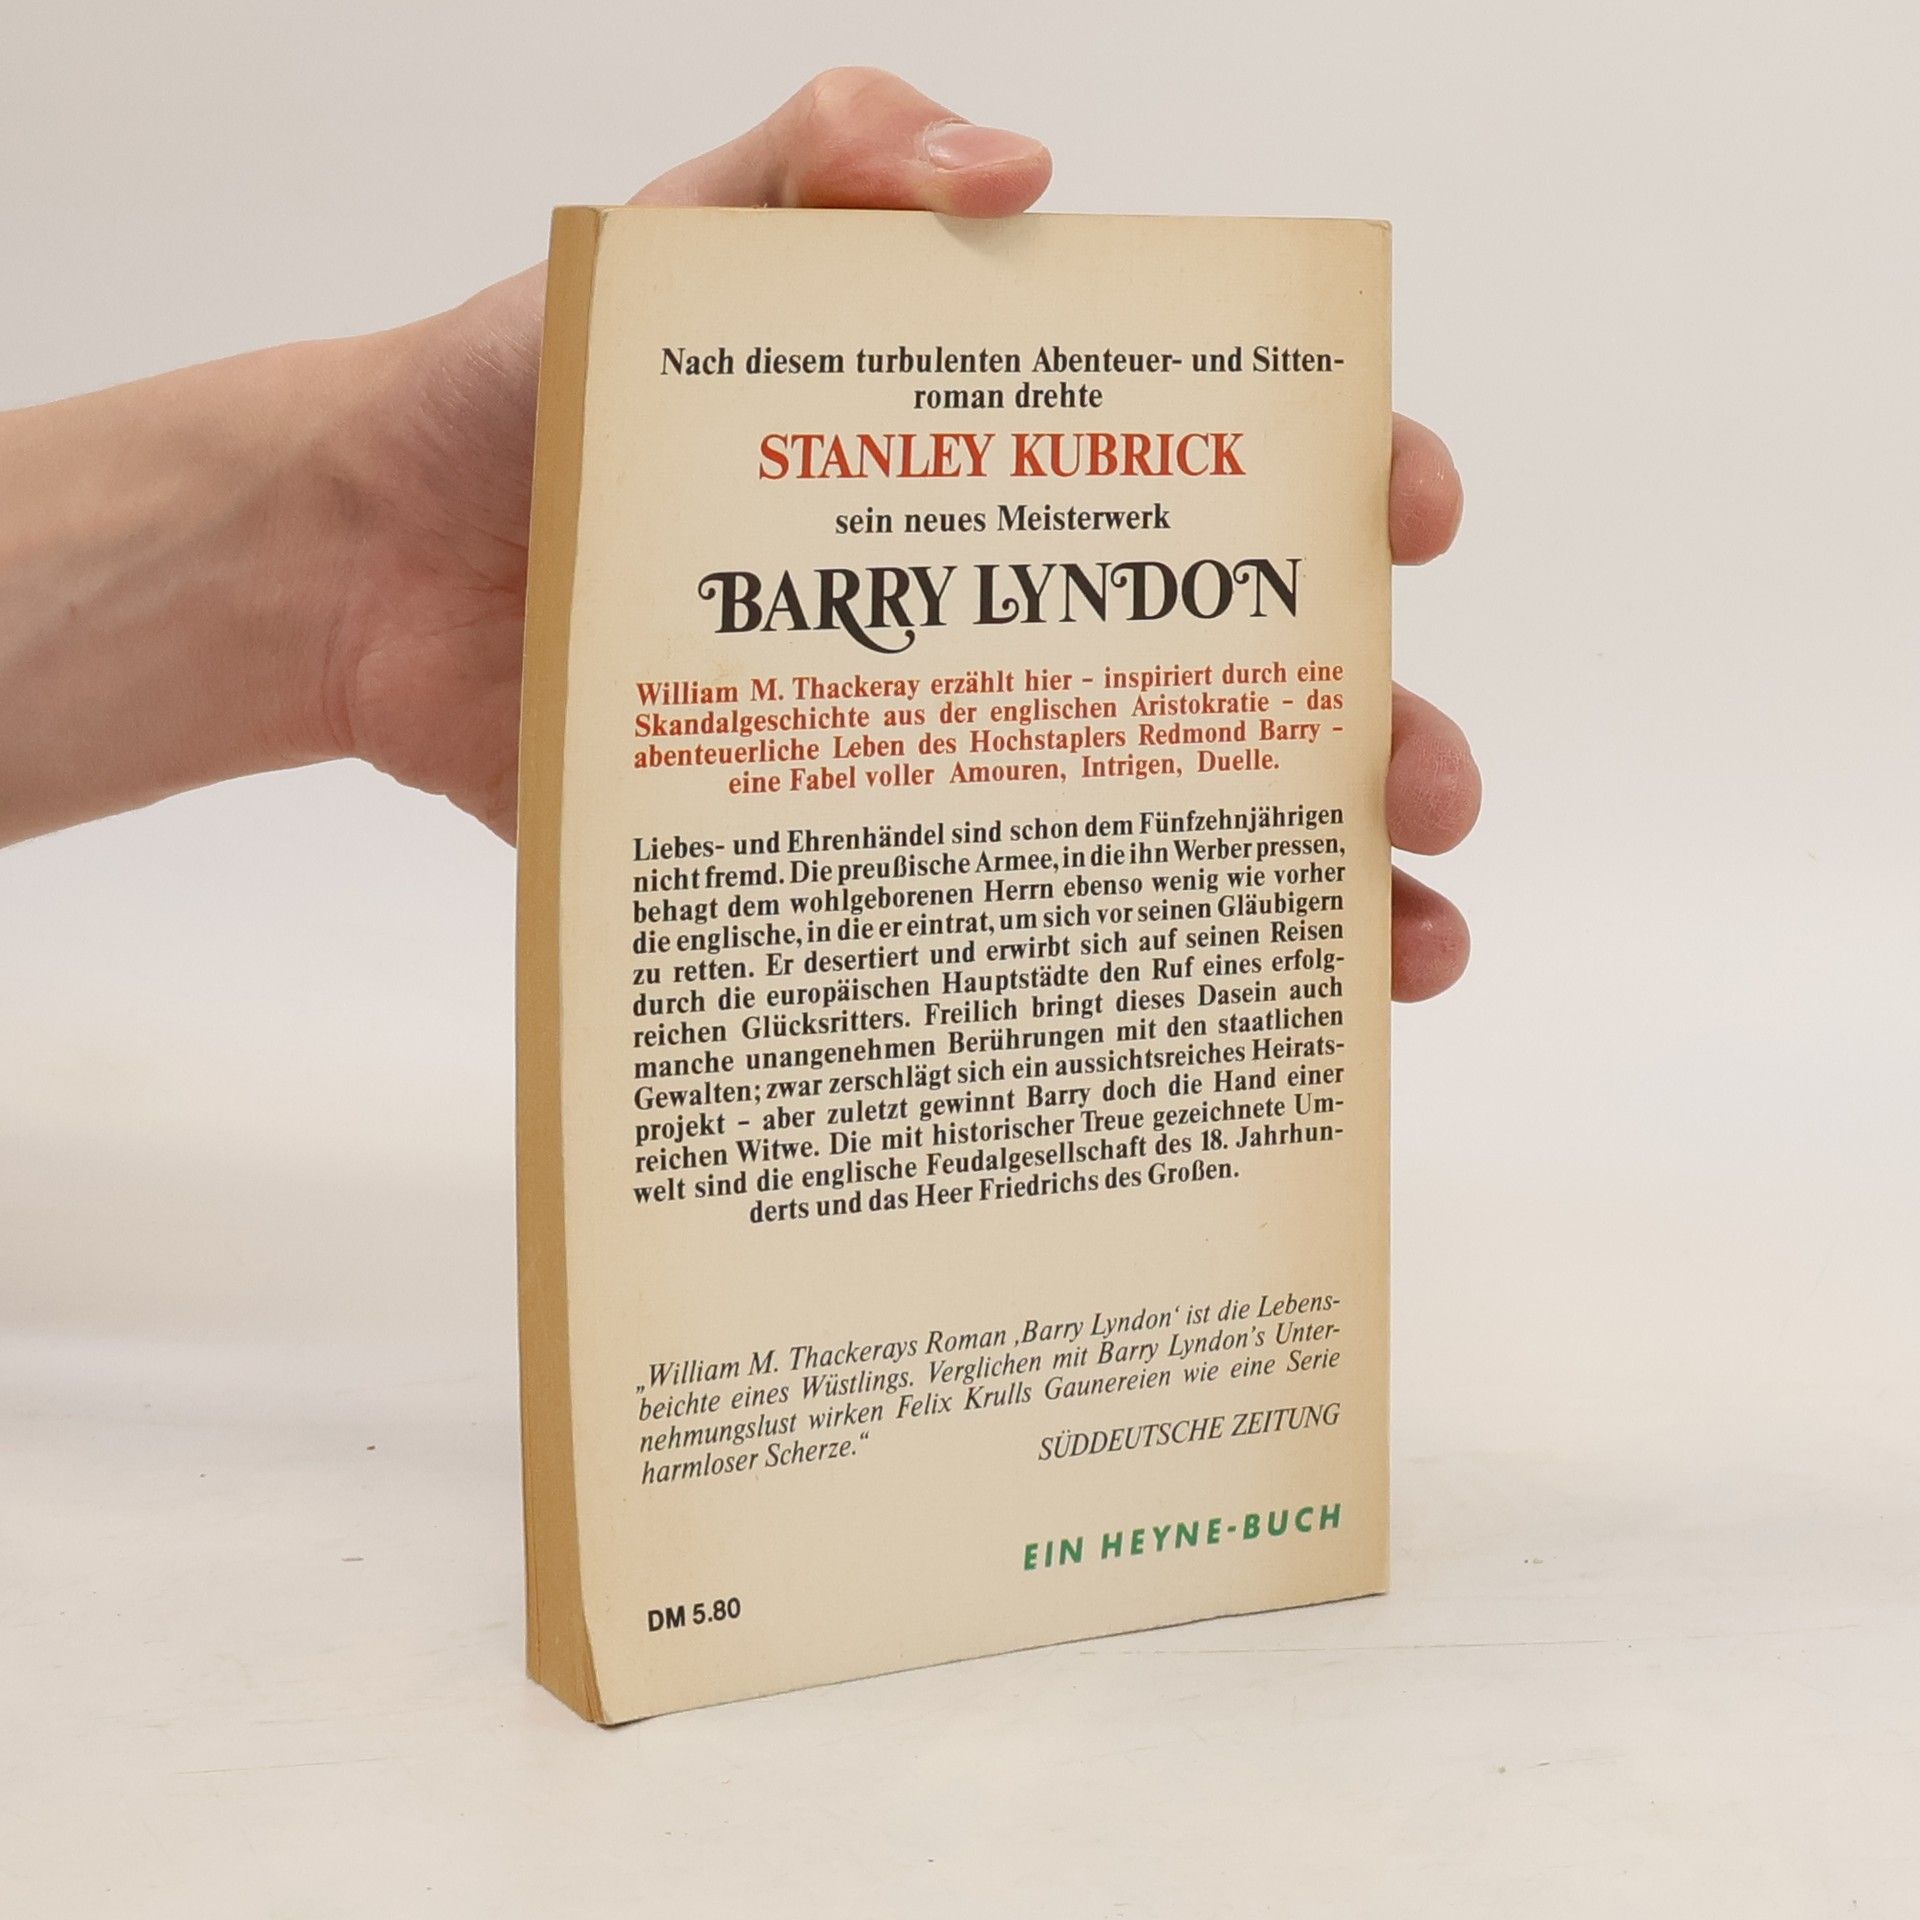 Nach diesem turbulenten Abenteuer- und Sitten-
roman drehte
STANLEY KUBRICK
sein neues Meisterwerk
BARRY LYNDON
William M. Thackeray erzählt hier – inspiriert durch eine
Skandalgeschichte aus der englischen Aristokratie – das
abenteuerliche Leben des Hochstaplers Redmond Barry –
eine Fabel voller Amouren, Intrigen, Duelle.
Liebes- und Ehrenhändel sind schon dem Fünfzehnjährigen
nicht fremd. Die preußische Armee, in die ihn Werber pressen,
behagt dem wohlgeborenen Herrn ebenso wenig wie vorher
die englische, in die er eintrat, um sich vor seinen Gläubigern
zu retten. Er desertiert und erwirbt sich auf seinen Reisen
durch die europäischen Hauptstädte den Ruf eines erfolg-
reichen Glücksritters. Freilich bringt dieses Dasein auch
manche unangenehmen Berührungen mit den staatlichen
Gewalten; zwar zerschlägt sich ein aussichtsreiches Heirats-
projekt – aber zuletzt gewinnt Barry doch die Hand einer
reichen Witwe. Die mit historischer Treue gezeichnete Um-
welt sind die englische Feudalgesellschaft des 18. Jahrhun-
derts und das Heer Friedrichs des Großen.
„William M. Thackerays Roman ‚Barry Lyndon‘ ist die Lebens-
beichte eines Wüstlings. Verglichen mit Barry Lyndon's Unter-
nehmungslust wirken Felix Krulls Gaunereien wie eine Serie
harmloser Scherze.“
SÜDDEUTSCHE ZEITUNG
EIN HEYNE-BUCH
DM 5.80